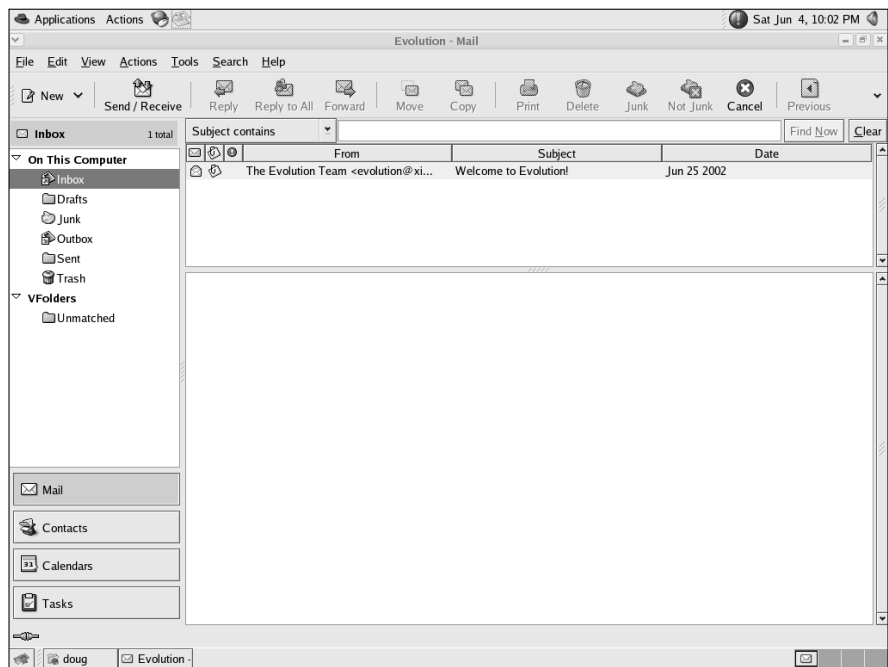 Applications Actions Sat Jun 4, 10:02 PM
Evolution - Mail
File Edit View Actions Tools Search Help
New Send / Receive Reply Reply to All Forward Move Copy Print Delete Junk Not Junk Cancel Previous
Inbox 1 total
Subject contains Find Now Clear
On This Computer
Inbox
Drafts
Junk
Outbox
Sent
Trash
VFolders
Unmatched
From Subject Date
The Evolution Team <evolution@xi... Welcome to Evolution! Jun 25 2002
Mail
Contacts
31 Calendars
Tasks
doug Evolution -